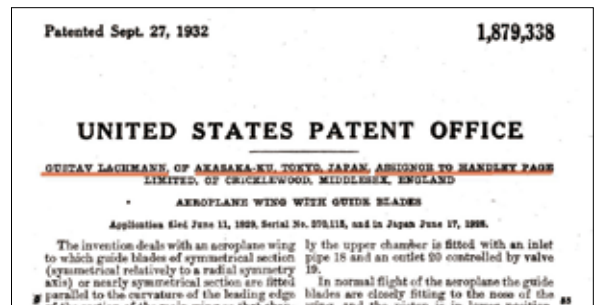 Patented Sept. 27, 1932
1,879,338
UNITED STATES PATENT OFFICE
GUSTAV LACHMANN, OF AKASAKA-KU, TOKYO, JAPAN, ASSIGNOR TO HANDLEY PAGE
LIMITED, OF CRICKLEWOOD, MIDDLESEX, ENGLAND
AEROPLANE WING WITH GUIDE BLADES
Application filed June 11, 1929, Serial No. 370,115, and in Japan June 17, 1928.
The invention deals with an aeroplane wing
to which guide blades of symmetrical section
(symmetrical relatively to a radial symmetry
axis) or nearly symmetrical section are fitted
5 parallel to the curvature of the leading edge
ly the upper chamber is fitted with an inlet
pipe 18 and an outlet 20 controlled by valve
19.
In normal flight of the aeroplane the guide
blades are closely fitting to the nose of the 55